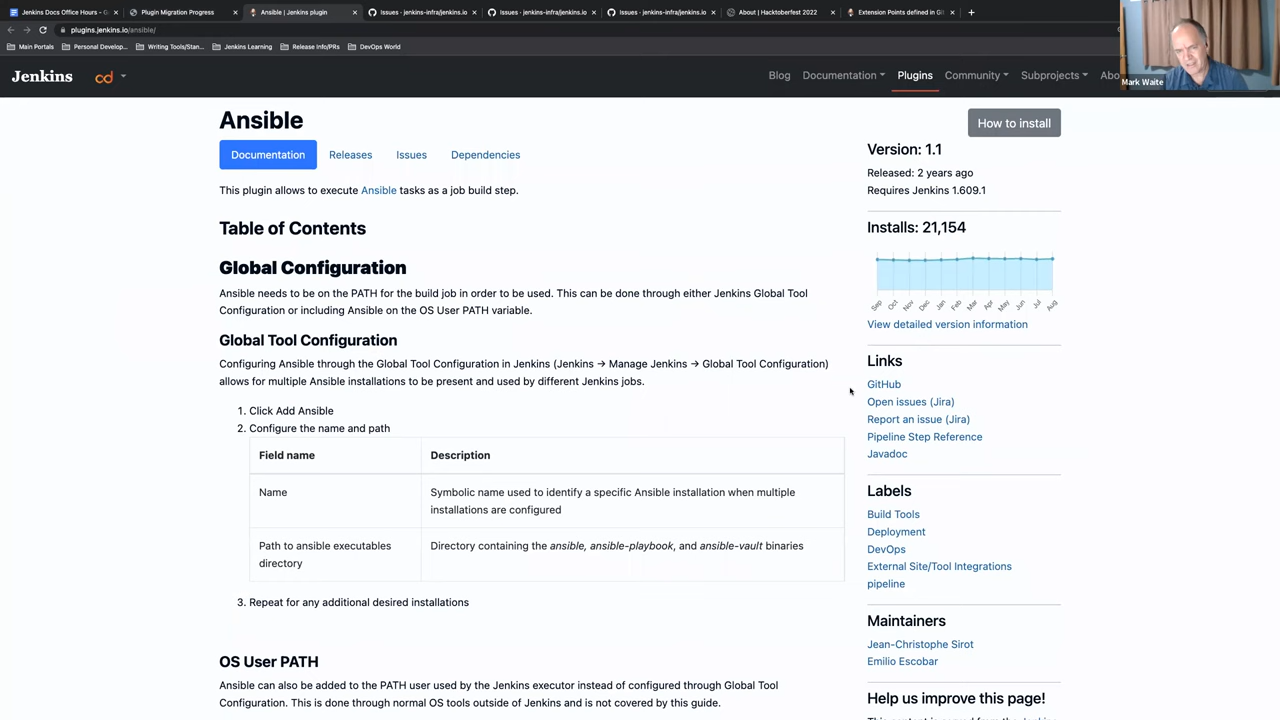 Jenkins Docs Office Hours - G
Plugin Migration Progress
Ansible | Jenkins plugin
Issues · jenkins-infra/jenkins.io
Issues · jenkins-infra/jenkins.io
Issues · jenkins-infra/jenkins.io
About | Hacktoberfest 2022
Extension Points defined in Gi
plugins.jenkins.io/ansible/
Main Portals
Personal Develop...
Writing Tools/Stan...
Jenkins Learning
Release Info/PRs
DevOps World
Jenkins
cd
Blog
Documentation
Plugins
Community
Subprojects
Abo
Mark Waite
Ansible
How to install
Documentation
Releases
Issues
Dependencies
This plugin allows to execute Ansible tasks as a job build step.
Table of Contents
Global Configuration
Ansible needs to be on the PATH for the build job in order to be used. This can be done through either Jenkins Global Tool
Configuration or including Ansible on the OS User PATH variable.
Global Tool Configuration
Configuring Ansible through the Global Tool Configuration in Jenkins (Jenkins → Manage Jenkins → Global Tool Configuration)
allows for multiple Ansible installations to be present and used by different Jenkins jobs.
1. Click Add Ansible
2. Configure the name and path
Field name
Description
Name
Symbolic name used to identify a specific Ansible installation when multiple
installations are configured
Path to ansible executables
directory
Directory containing the ansible, ansible-playbook, and ansible-vault binaries
3. Repeat for any additional desired installations
OS User PATH
Ansible can also be added to the PATH user used by the Jenkins executor instead of configured through Global Tool
Configuration. This is done through normal OS tools outside of Jenkins and is not covered by this guide.
Version: 1.1
Released: 2 years ago
Requires Jenkins 1.609.1
Installs: 21,154
Sep
Oct
Nov
Dec
Jan
Feb
Mar
Apr
May
Jun
Jul
Aug
View detailed version information
Links
GitHub
Open issues (Jira)
Report an issue (Jira)
Pipeline Step Reference
Javadoc
Labels
Build Tools
Deployment
DevOps
External Site/Tool Integrations
pipeline
Maintainers
Jean-Christophe Sirot
Emilio Escobar
Help us improve this page!